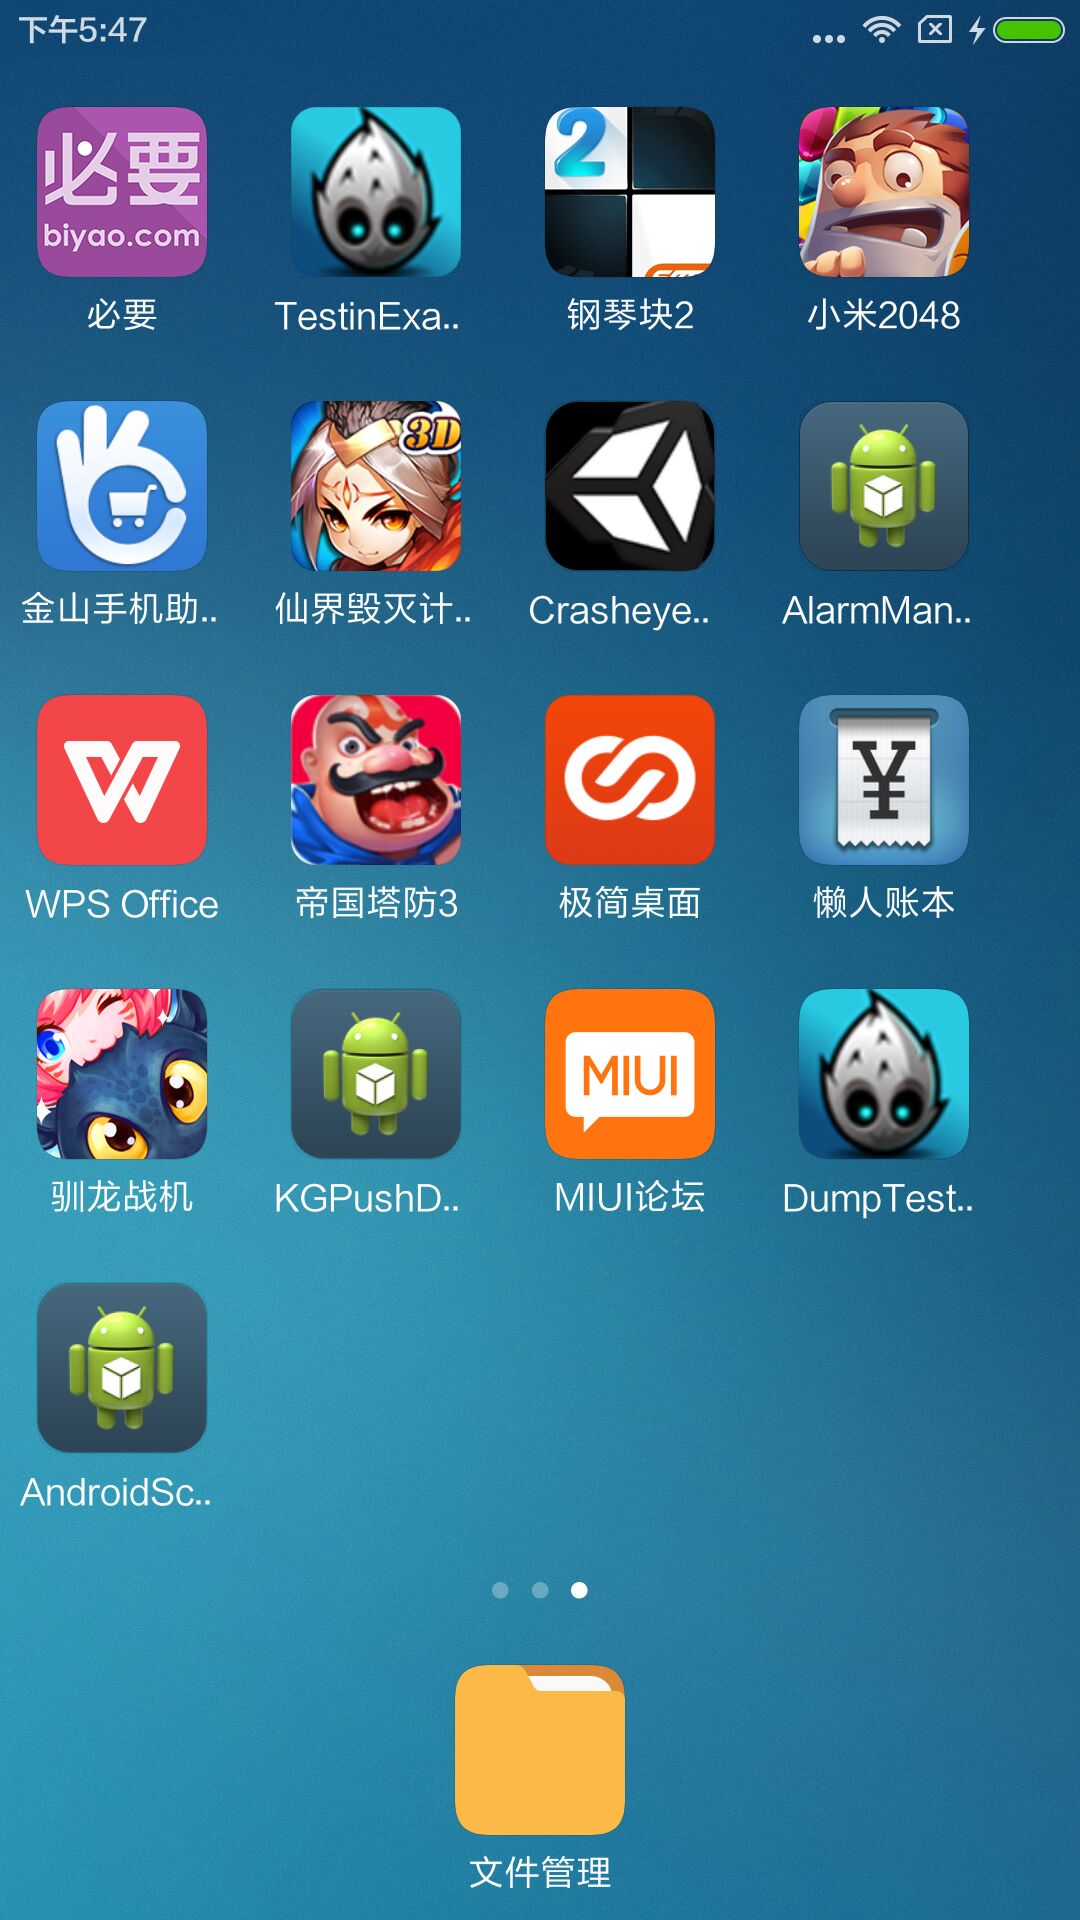 下午5:47
必要
biyao.com
2
必要
TestinExa..
钢琴块2
小米2048
3D
金山手机助..
仙界毁灭计..
Crasheye..
AlarmMan..
¥
WPS Office
帝国塔防3
极简桌面
懒人账本
MIUI
驯龙战机
KGPushD..
MIUI论坛
DumpTest..
AndroidSc..
文件管理